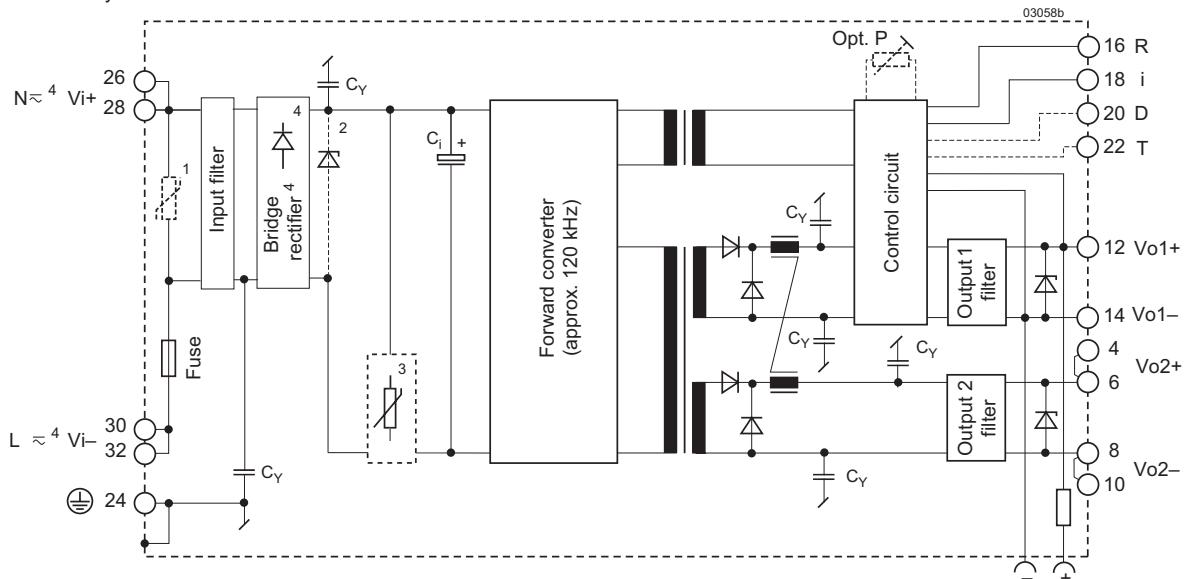 03058b
Opt. P
16 R
18 i
20 D
22 T
26
N≂ 4 Vi+
28
CY
4
2
Ci
+
1
Input filter
Bridge rectifier 4
Forward converter
(approx. 120 kHz)
Control circuit
CY
Output 1
filter
12 Vo1+
14 Vo1–
CY
CY
4
Vo2+
6
Fuse
3
Output 2
filter
30
L ≂ 4 Vi–
32
CY
CY
8
Vo2–
10
24
–
+